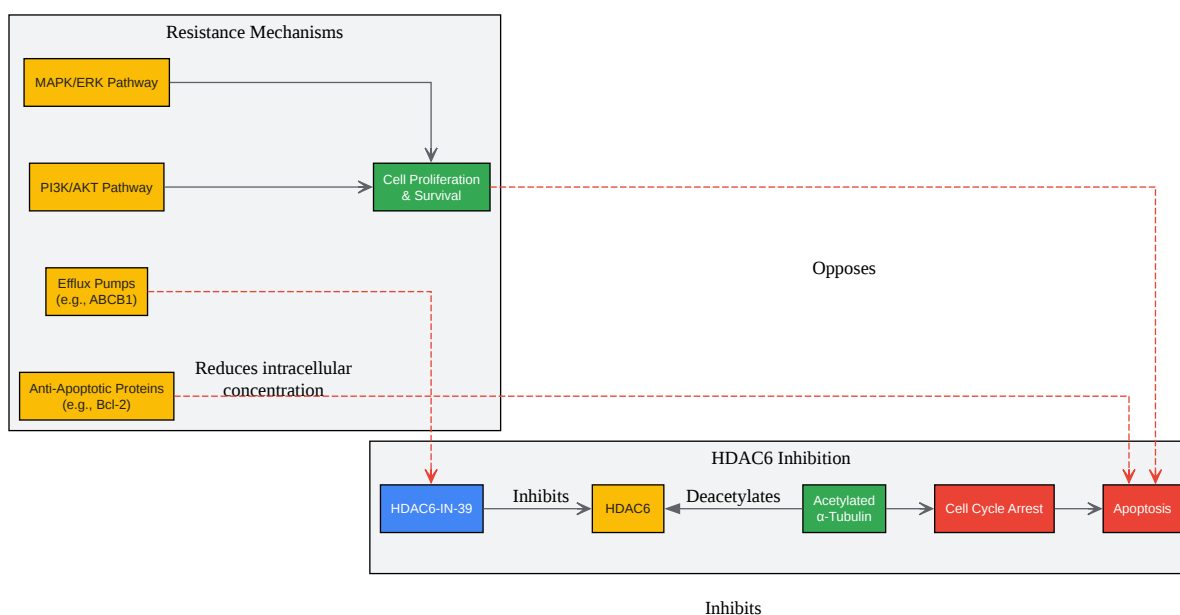 Resistance Mechanisms
MAPK/ERK Pathway
PI3K/AKT Pathway
Cell Proliferation
& Survival
Efflux Pumps
(e.g., ABCB1)
Opposes
Reduces intracellular
concentration
Anti-Apoptotic Proteins
(e.g., Bcl-2)
HDAC6 Inhibition
HDAC6-IN-39
Inhibits
HDAC6
Deacetylates
Acetylated
α-Tubulin
Cell Cycle Arrest
Apoptosis
Inhibits